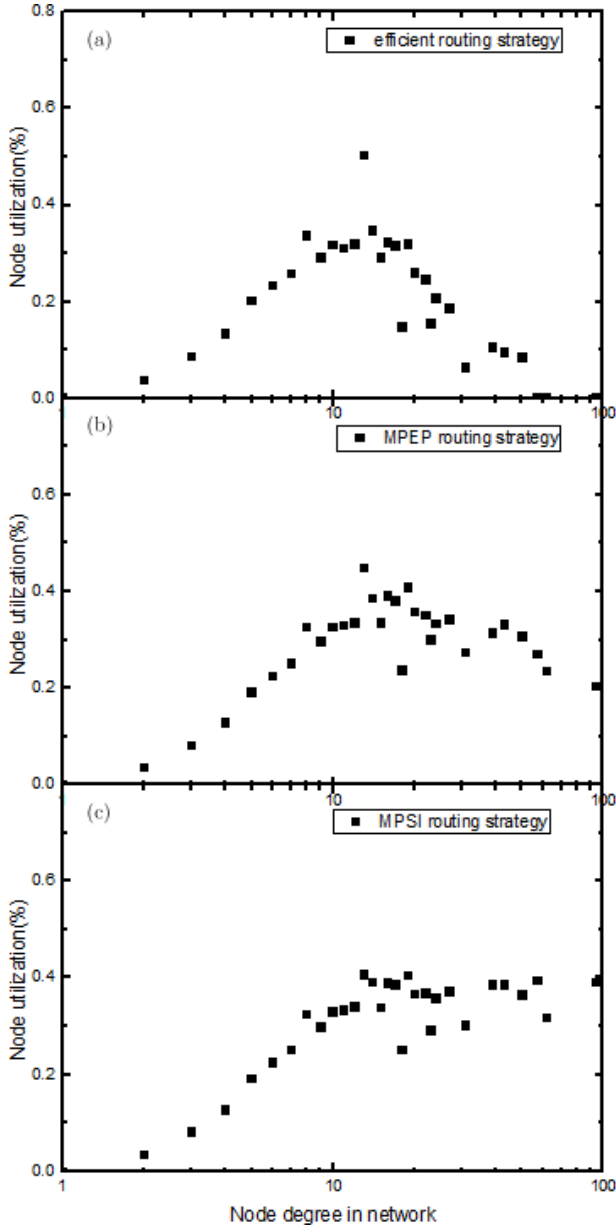 0.8
(a)
efficient routing strategy
0.6
Node utilization(%)
0.4
0.2
0.0
10
100
(b)
MPEP routing strategy
0.6
Node utilization(%)
0.4
0.2
0.0
10
100
(c)
MPSI routing strategy
0.6
Node utilization(%)
0.4
0.2
0.0
1
10
100
Node degree in network